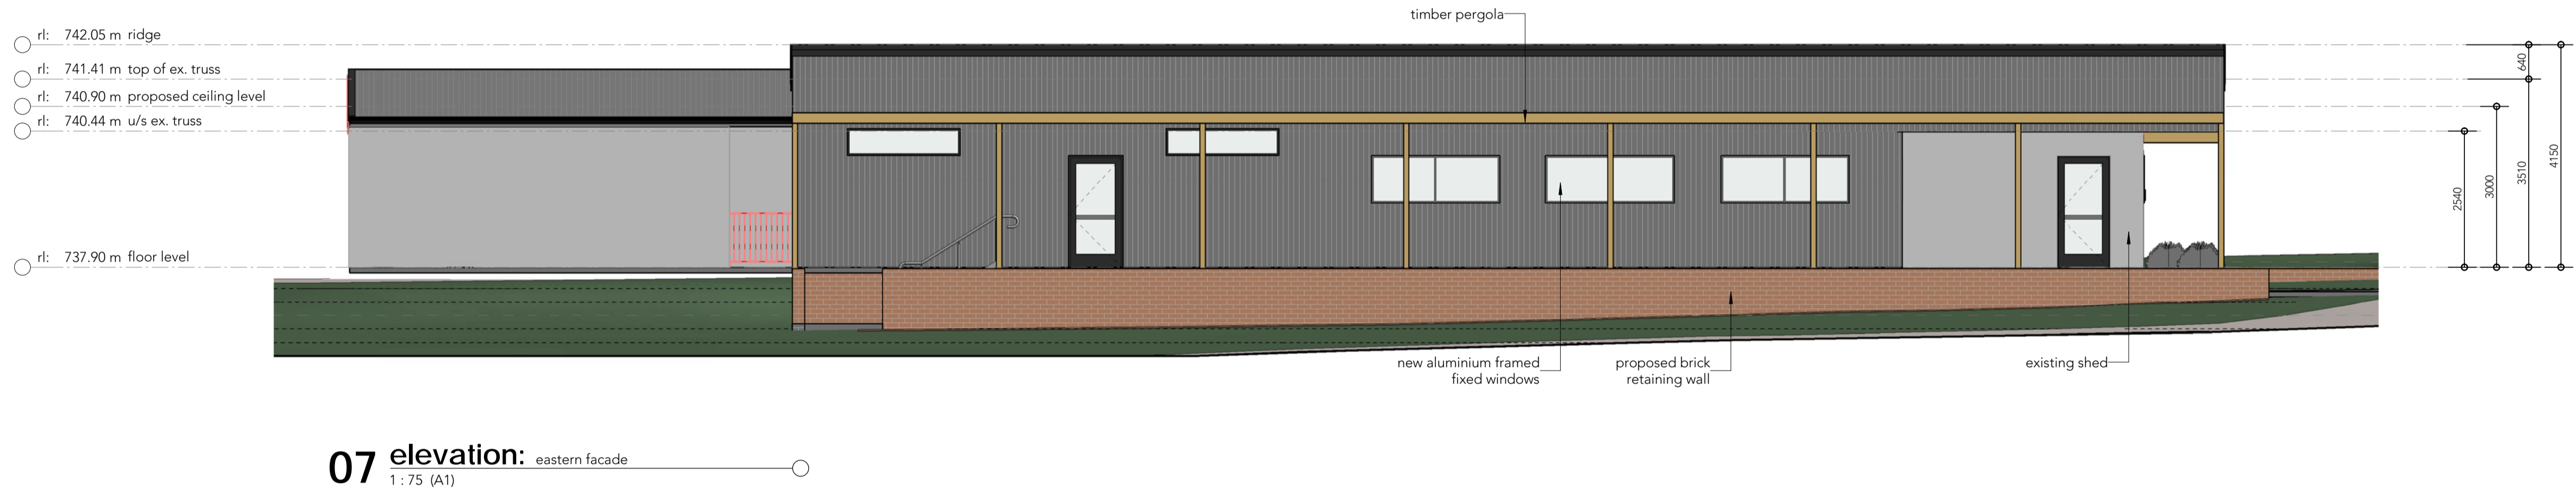 timber pergola
rl: 742.05 m ridge
rl: 741.41 m top of ex. truss
rl: 740.90 m proposed ceiling level
rl: 740.44 m u/s ex. truss
rl: 737.90 m floor level
640
2540
3000
3510
4150
new aluminium framed
fixed windows
proposed brick
retaining wall
existing shed
07 elevation: eastern facade
1 : 75 (A1)